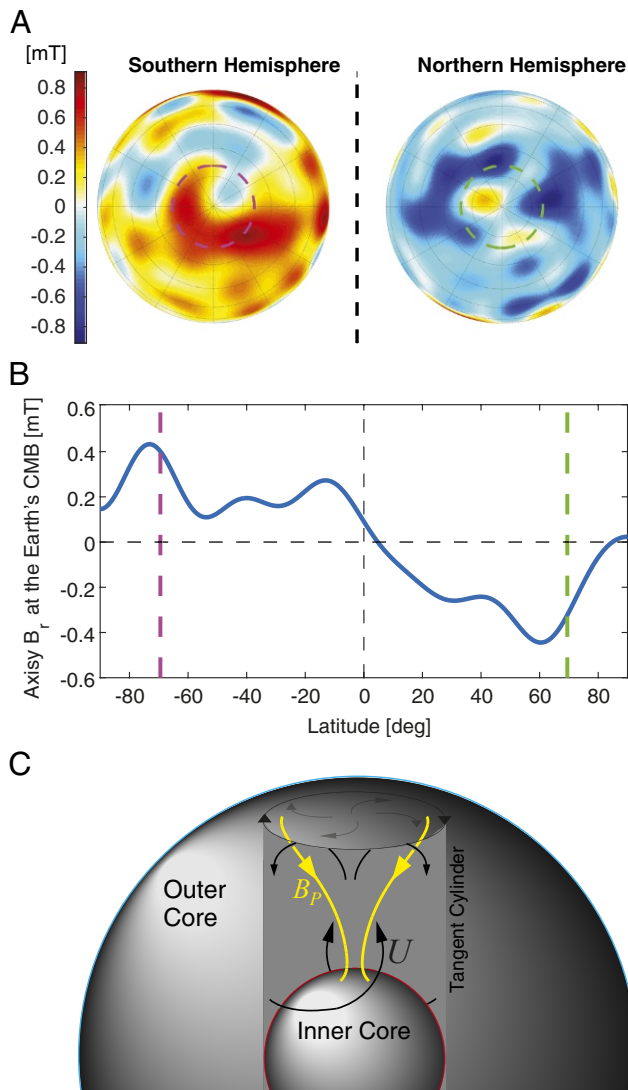 A
[mT]
Southern Hemisphere
Northern Hemisphere
0.8
0.6
0.4
0.2
0
-0.2
-0.4
-0.6
-0.8
B
Axisy B_r at the Earth's CMB [mT]
0.6
0.4
0.2
0
-0.2
-0.4
-0.6
-80 -60 -40 -20 0 20 40 60 80
Latitude [deg]
C
Outer
Core
B_P
U
Tangent Cylinder
Inner Core